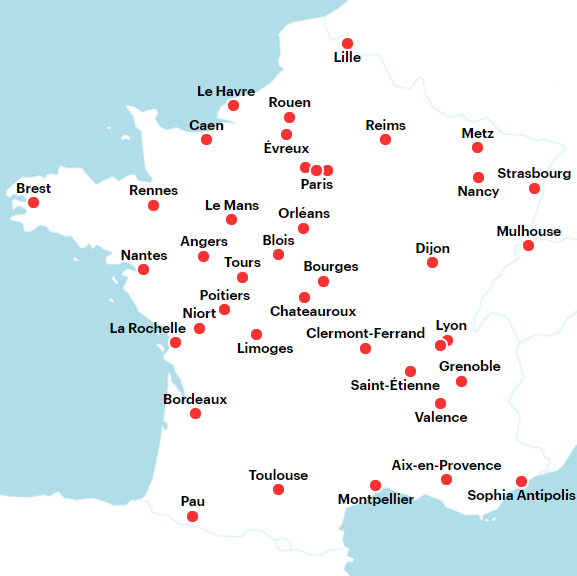 Lille
Le Havre
Rouen
Caen
Reims
Metz
Évreux
Strasbourg
Paris
Brest
Rennes
Nancy
Le Mans
Orléans
Mulhouse
Angers
Blois
Dijon
Nantes
Tours
Bourges
Poitiers
Niort
Chateauroux
La Rochelle
Clermont-Ferrand
Lyon
Limoges
Grenoble
Saint-Étienne
Bordeaux
Valence
Aix-en-Provence
Toulouse
Montpellier
Sophia Antipolis
Pau